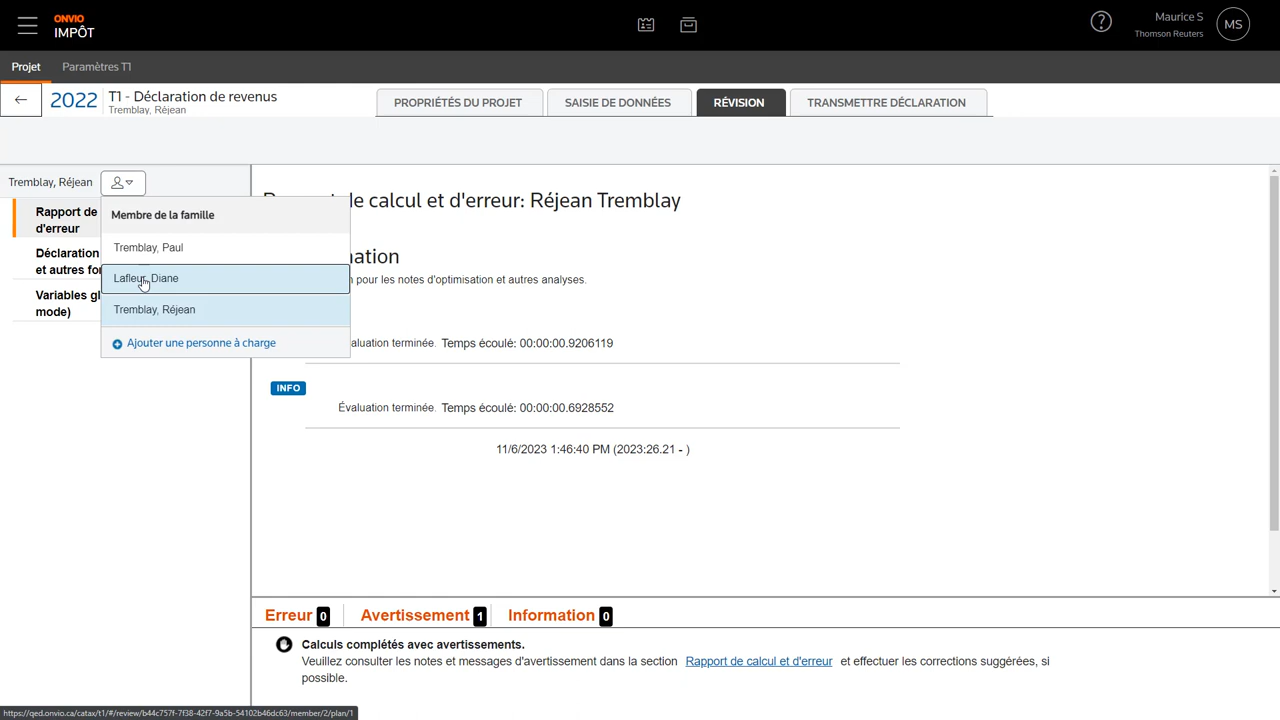 ONVIO
IMPÔT
Maurice S
Thomson Reuters
MS
Projet
Paramètres T1
2022
T1 - Déclaration de revenus
Tremblay, Réjean
PROPRIÉTÉS DU PROJET
SAISIE DE DONNÉES
RÉVISION
TRANSMETTRE DÉCLARATION
Tremblay, Réjean
Rapport de
d'erreur
Déclaration
et autres fo
Variables gl
mode)
Membre de la famille
Tremblay, Paul
Lafleur, Diane
Tremblay, Réjean
Ajouter une personne à charge
de calcul et d'erreur: Réjean Tremblay
ation
pour les notes d'optimisation et autres analyses.
aluation terminée. Temps écoulé: 00:00:00.9206119
INFO
Évaluation terminée. Temps écoulé: 00:00:00.6928552
11/6/2023 1:46:40 PM (2023:26.21 - )
Erreur 0
Avertissement 1
Information 0
Calculs complétés avec avertissements.
Veuillez consulter les notes et messages d'avertissement dans la section Rapport de calcul et d'erreur et effectuer les corrections suggérées, si
possible.
https://qed.onvio.ca/catax/t1/#/review/b44c757f-7f38-42f7-9a5b-54102b46dc63/member/2/plan/1